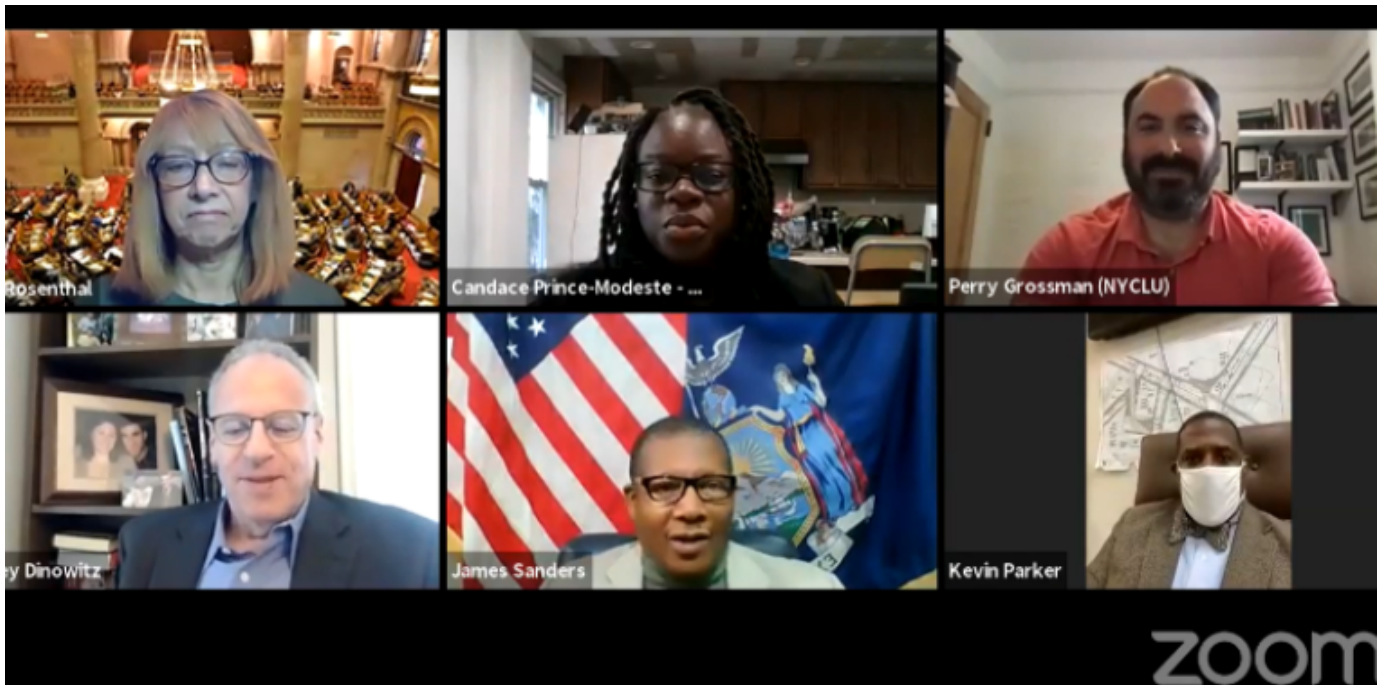 Rosenthal
Candace Prince-Modeste - ...
Perry Grossman (NYCLU)
ey Dinowitz
James Sanders
Kevin Parker
zoom